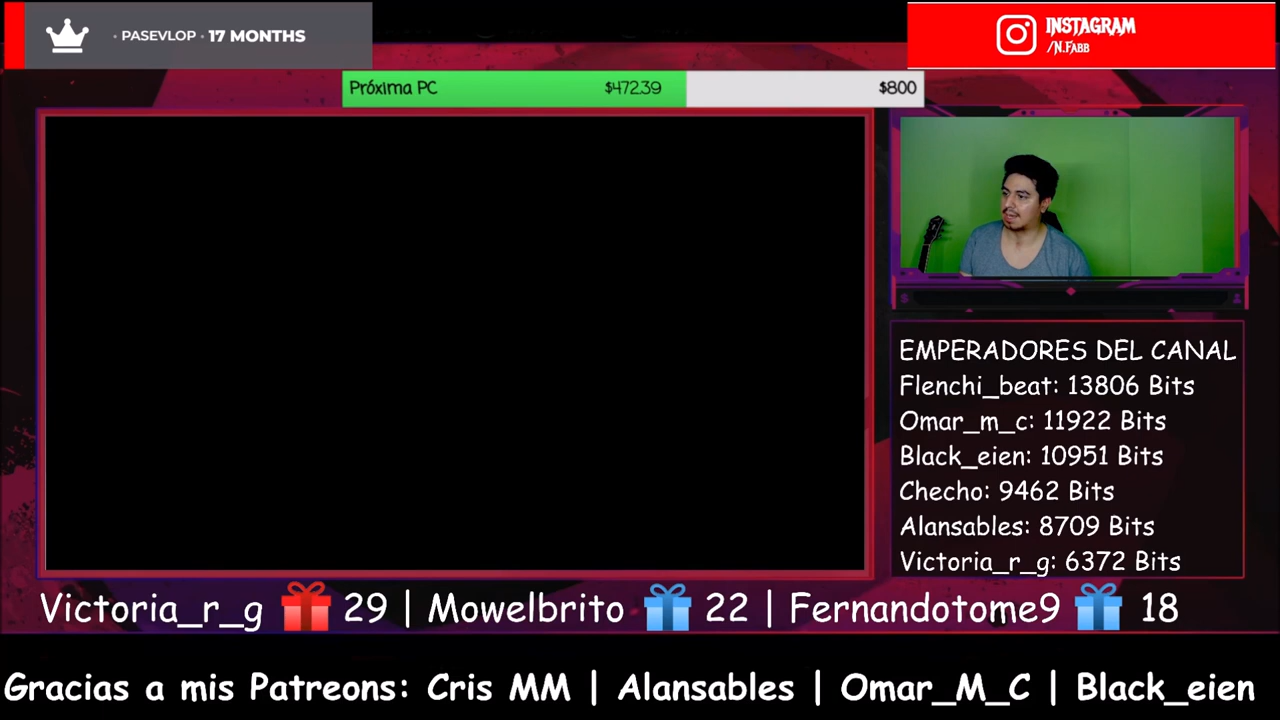 • PASEVLOP • 17 MONTHS
INSTAGRAM
/N.FABB
Próxima PC $472.39 $800
EMPERADORES DEL CANAL
Flenchi_beat: 13806 Bits
Omar_m_c: 11922 Bits
Black_eien: 10951 Bits
Checho: 9462 Bits
Alansables: 8709 Bits
Victoria_r_g: 6372 Bits
Victoria_r_g 29 | Mowelbrito 22 | Fernandotome9 18
Gracias a mis Patreons: Cris MM | Alansables | Omar_M_C | Black_eien